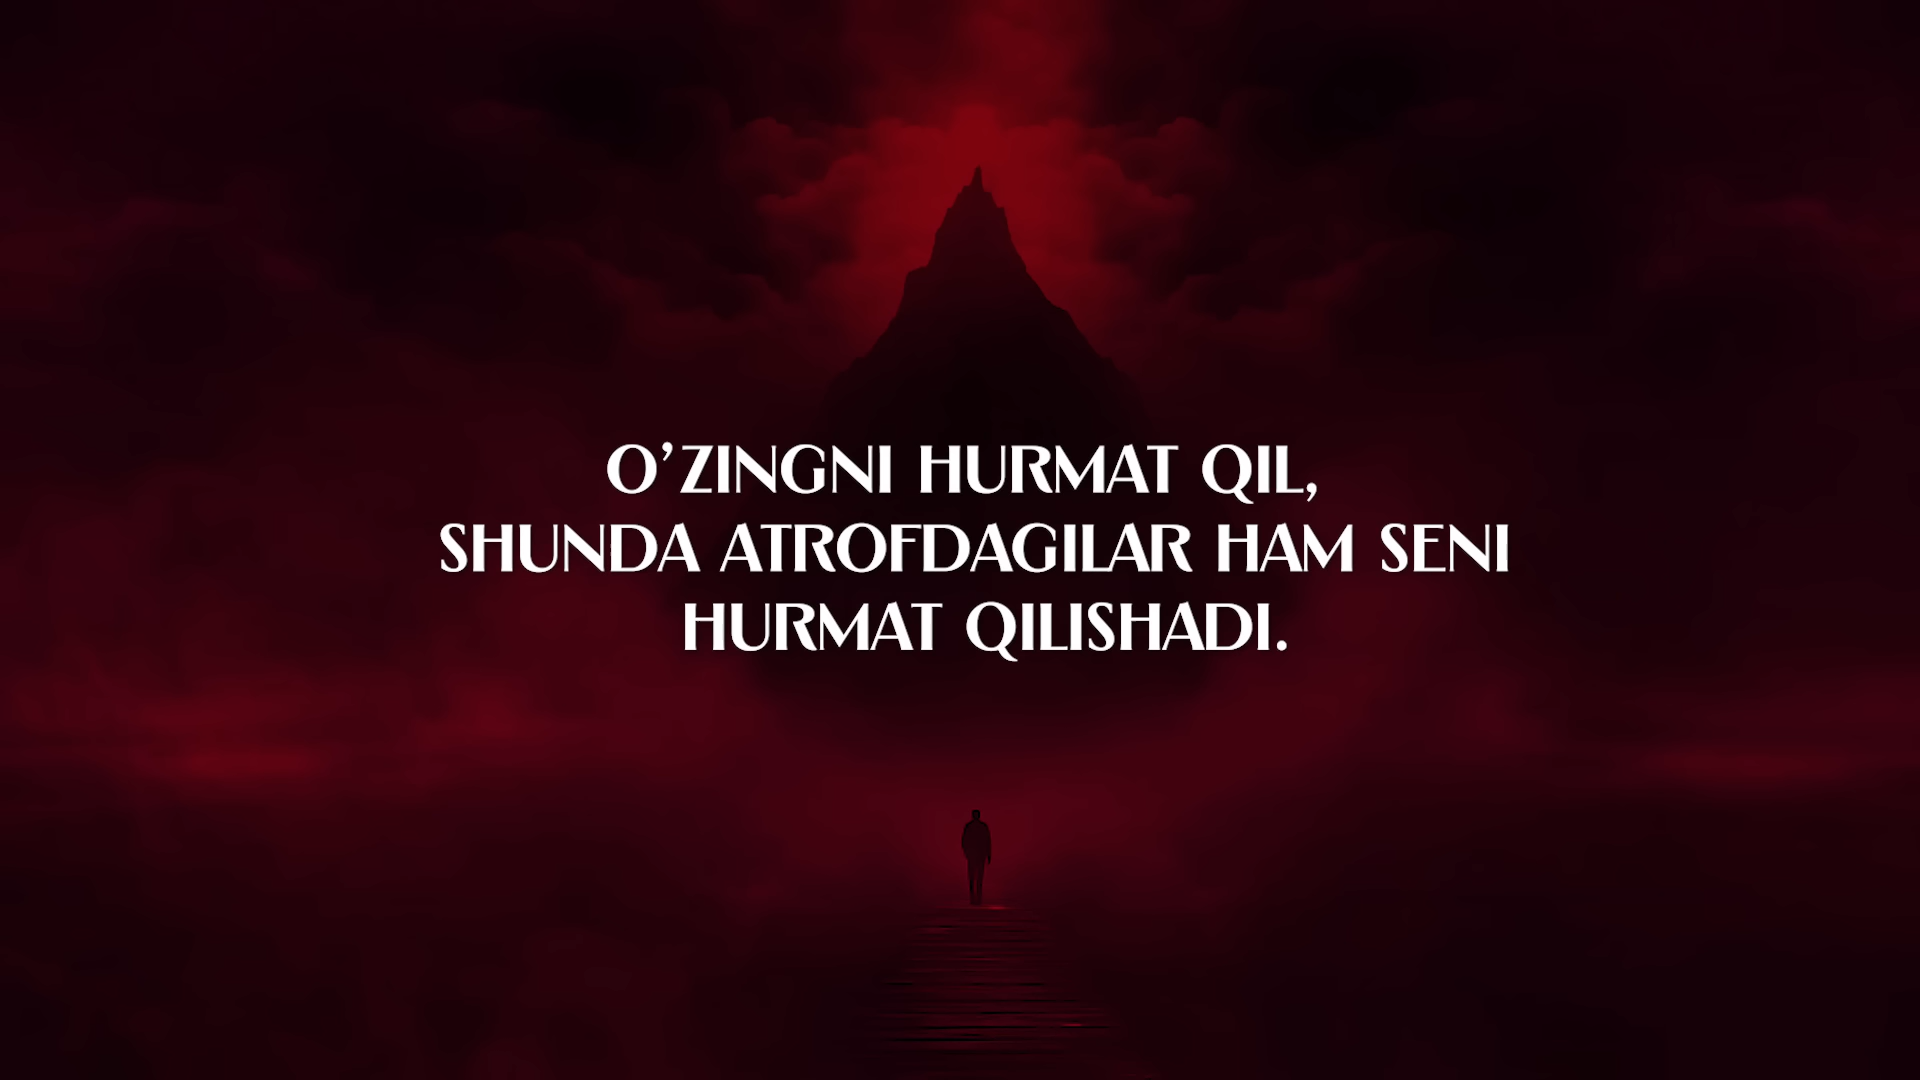 O’ZINGNI HURMAT QIL,
SHUNDA ATROFDAGILAR HAM SENI
HURMAT QILISHADI.